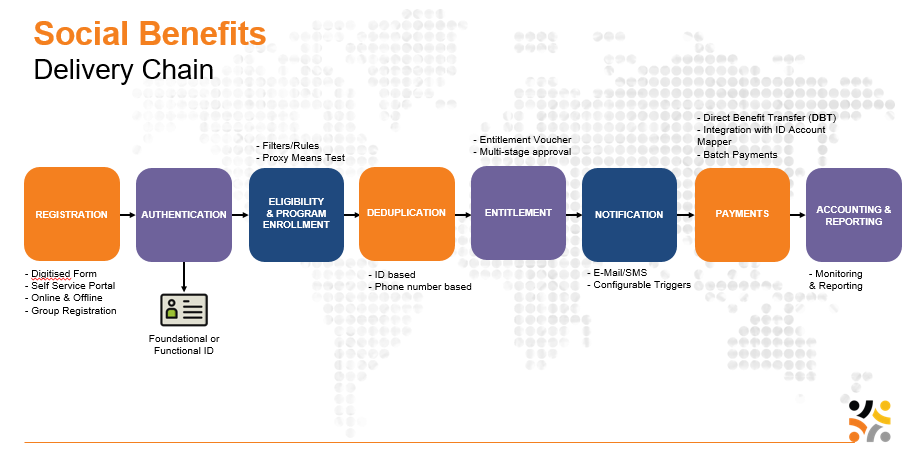 Social Benefits
Delivery Chain
- Filters/Rules
- Proxy Means Test
- Entitlement Voucher
- Multi-stage approval
- Direct Benefit Transfer (DBT)
- Integration with ID Account
Mapper
- Batch Payments
REGISTRATION
AUTHENTICATION
ELIGIBILITY
& PROGRAM
ENROLLMENT
DEDUPLICATION
ENTITLEMENT
NOTIFICATION
PAYMENTS
ACCOUNTING &
REPORTING
- Digitised Form
- Self Service Portal
- Online & Offline
- Group Registration
Foundational or
Functional ID
- ID based
- Phone number based
- E-Mail/SMS
- Configurable Triggers
- Monitoring
& Reporting